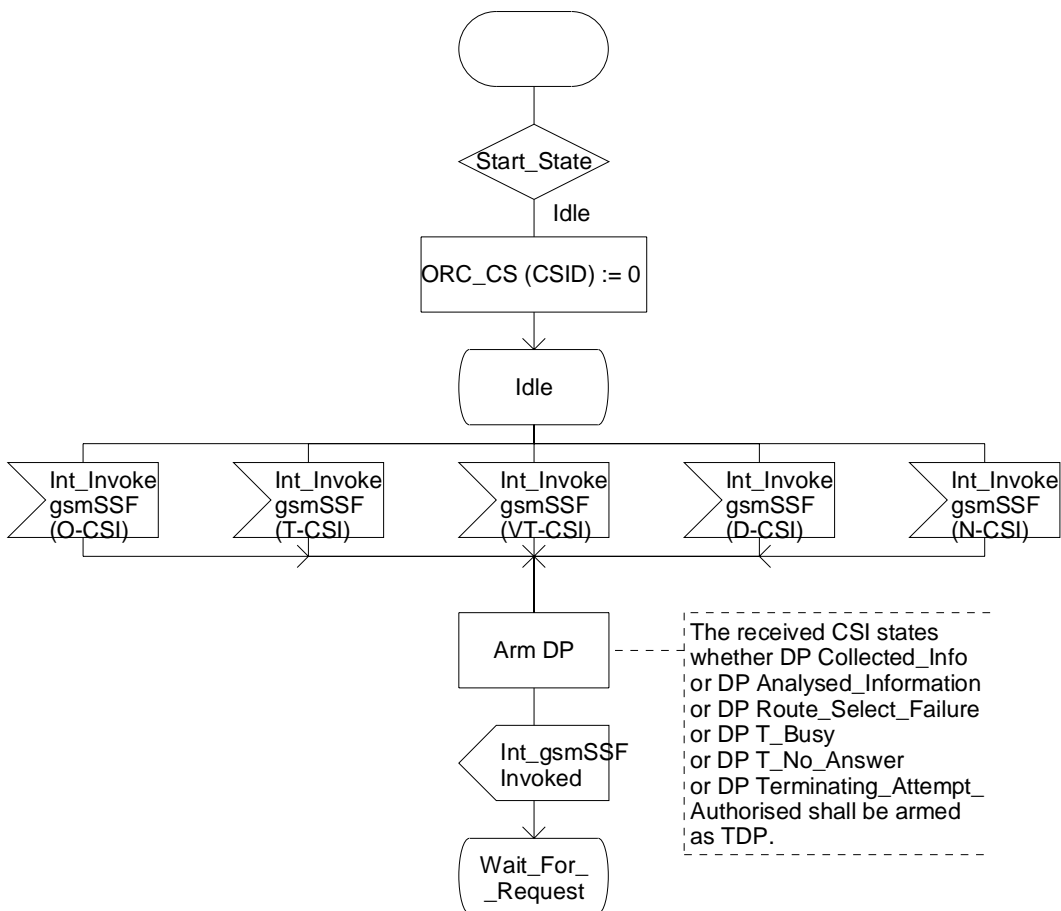 Start_State
Idle
ORC_CS (CSID) := 0
Idle
Int_Invoke
gsmSSF
(O-CSI)
Int_Invoke
gsmSSF
(T-CSI)
Int_Invoke
gsmSSF
(VT-CSI)
Int_Invoke
gsmSSF
(D-CSI)
Int_Invoke
gsmSSF
(N-CSI)
Arm DP
The received CSI states
whether DP Collected_Info
or DP Analysed_Information
or DP Route_Select_Failure
or DP T_Busy
or DP T_No_Answer
or DP Terminating_Attempt_
Authorised shall be armed
as TDP.
Int_gsmSSF
Invoked
Wait_For_
_Request